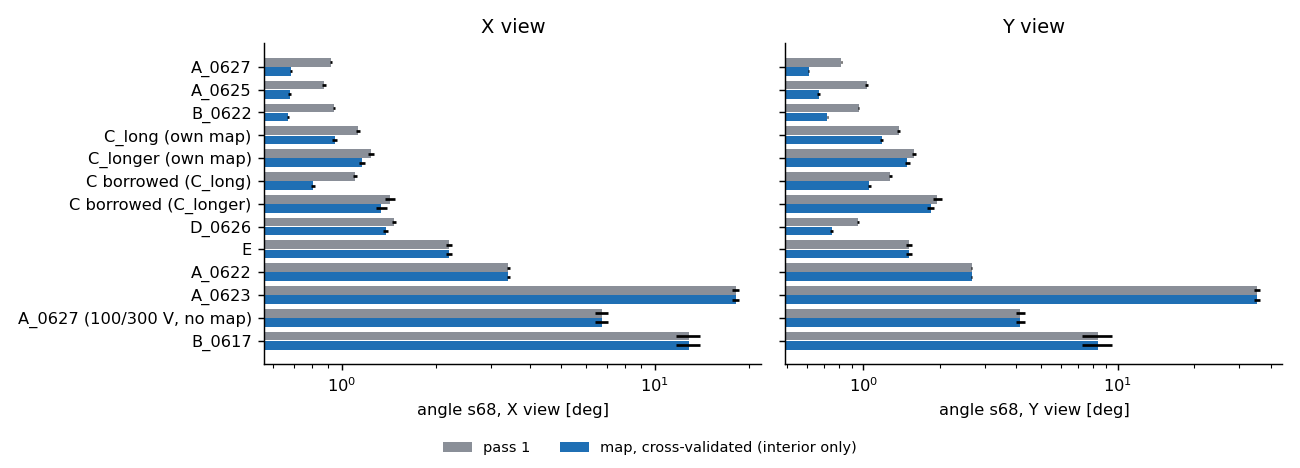 X view
Y view
A_0627
A_0625
B_0622
C_long (own map)
C_longer (own map)
C borrowed (C_long)
C borrowed (C_longer)
D_0626
E
A_0622
A_0623
A_0627 (100/300 V, no map)
B_0617
10⁰ 10¹
10⁰ 10¹
angle s68, X view [deg]
angle s68, Y view [deg]
pass 1
map, cross-validated (interior only)